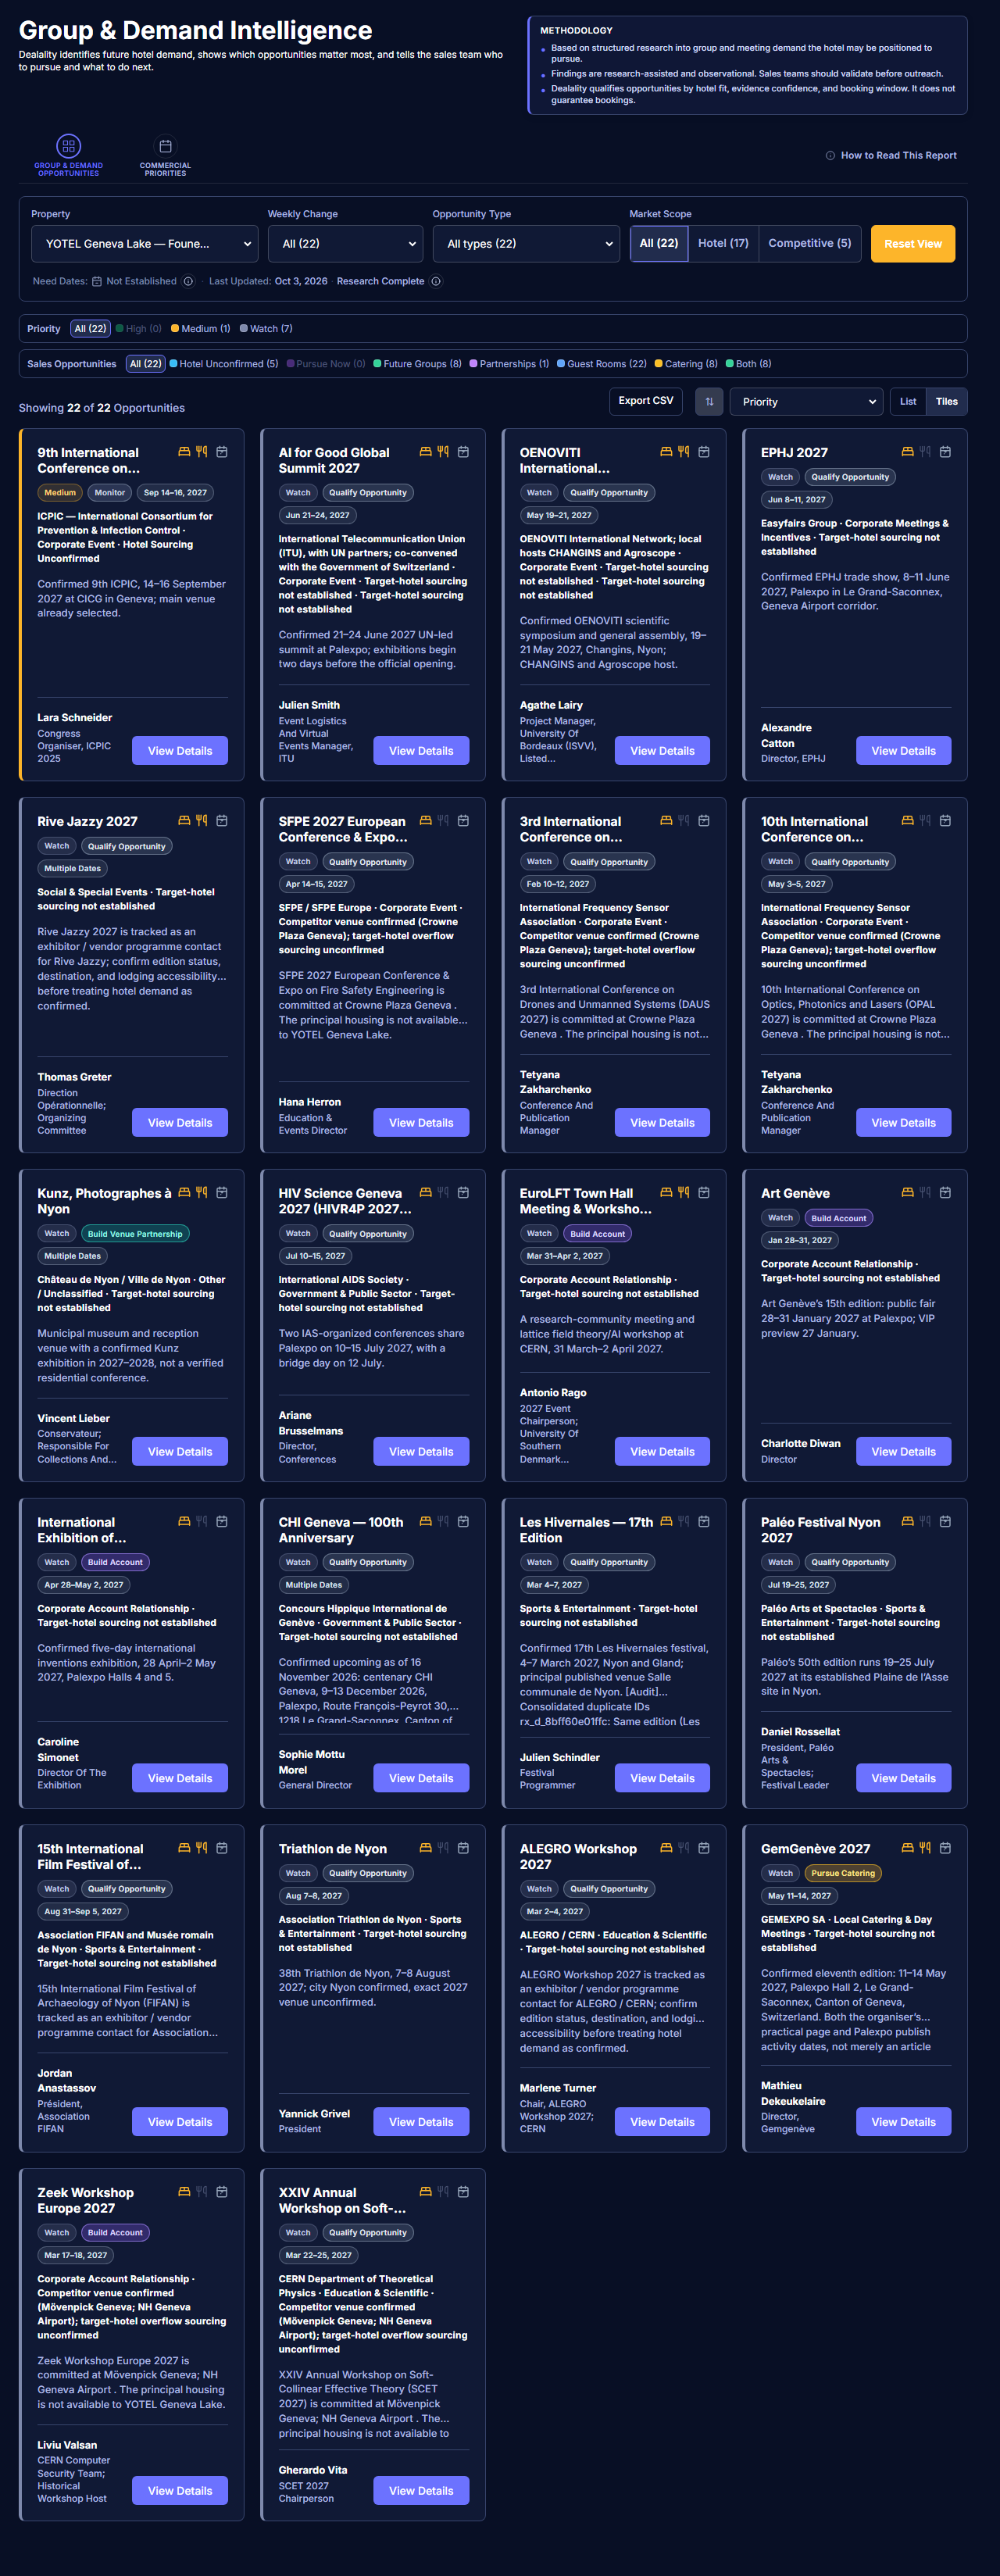 Group & Demand Intelligence
Dealality identifies future hotel demand, shows which opportunities matter most, and tells the sales team who
to pursue and what to do next.
METHODOLOGY
Based on structured research into group and meeting demand the hotel may be positioned to
pursue.
Findings are research-assisted and observational. Sales teams should validate before outreach.
Dealality qualifies opportunities by hotel fit, evidence confidence, and booking window. It does not
guarantee bookings.
GROUP & DEMAND
OPPORTUNITIES
COMMERCIAL
PRIORITIES
How to Read This Report
Property
Weekly Change
Opportunity Type
Market Scope
YOTEL Geneva Lake — Foune...
All (22)
All types (22)
All (22)
Hotel (17)
Competitive (5)
Reset View
Need Dates: Not Established · Last Updated: Oct 3, 2026 · Research Complete
Priority All (22) High (0) Medium (1) Watch (7)
Sales Opportunities All (22) Hotel Unconfirmed (5) Pursue Now (0) Future Groups (8) Partnerships (1) Guest Rooms (22) Catering (8) Both (8)
Showing 22 of 22 Opportunities
Export CSV
Priority
List
Tiles
9th International
Conference on...
Medium
Monitor
Sep 14–16, 2027
ICPIC — International Consortium for
Prevention & Infection Control ·
Corporate Event · Hotel Sourcing
Unconfirmed
Confirmed 9th ICPIC, 14–16 September
2027 at CICG in Geneva; main venue
already selected.
Lara Schneider
Congress
Organiser, ICPIC
2025
View Details
AI for Good Global
Summit 2027
Watch
Qualify Opportunity
Jun 21–24, 2027
International Telecommunication Union
(ITU), with UN partners; co-convened
with the Government of Switzerland ·
Corporate Event · Target-hotel sourcing
not established · Target-hotel sourcing
not established
Confirmed 21–24 June 2027 UN-led
summit at Palexpo; exhibitions begin
two days before the official opening.
Julien Smith
Event Logistics
And Virtual
Events Manager,
ITU
View Details
OENOVITI
International...
Watch
Qualify Opportunity
May 19–21, 2027
OENOVITI International Network; local
hosts CHANGINS and Agroscope ·
Corporate Event · Target-hotel sourcing
not established · Target-hotel sourcing
not established
Confirmed OENOVITI scientific
symposium and general assembly, 19–
21 May 2027, Changins, Nyon;
CHANGINS and Agroscope host.
Agathe Lairy
Project Manager,
University Of
Bordeaux (ISVV),
Listed...
View Details
EPHJ 2027
Watch
Qualify Opportunity
Jun 8–11, 2027
Easyfairs Group · Corporate Meetings &
Incentives · Target-hotel sourcing not
established
Confirmed EPHJ trade show, 8–11 June
2027, Palexpo in Le Grand-Saconnex,
Geneva Airport corridor.
Alexandre
Catton
Director, EPHJ
View Details
Rive Jazzy 2027
Watch
Qualify Opportunity
Multiple Dates
Social & Special Events · Target-hotel
sourcing not established
Rive Jazzy 2027 is tracked as an
exhibitor / vendor programme contact
for Rive Jazzy; confirm edition status,
destination, and lodging accessibility...
before treating hotel demand as
confirmed.
Thomas Greter
Direction
Opérationnelle;
Organizing
Committee
View Details
SFPE 2027 European
Conference & Expo...
Watch
Qualify Opportunity
Apr 14–15, 2027
SFPE / SFPE Europe · Corporate Event ·
Competitor venue confirmed (Crowne
Plaza Geneva); target-hotel overflow
sourcing unconfirmed
SFPE 2027 European Conference &
Expo on Fire Safety Engineering is
committed at Crowne Plaza Geneva .
The principal housing is not available...
to YOTEL Geneva Lake.
Hana Herron
Education &
Events Director
View Details
3rd International
Conference on...
Watch
Qualify Opportunity
Feb 10–12, 2027
International Frequency Sensor
Association · Corporate Event ·
Competitor venue confirmed (Crowne
Plaza Geneva); target-hotel overflow
sourcing unconfirmed
3rd International Conference on
Drones and Unmanned Systems (DAUS
2027) is committed at Crowne Plaza
Geneva . The principal housing is not...
Tetyana
Zakharchenko
Conference And
Publication
Manager
View Details
10th International
Conference on...
Watch
Qualify Opportunity
May 3–5, 2027
International Frequency Sensor
Association · Corporate Event ·
Competitor venue confirmed (Crowne
Plaza Geneva); target-hotel overflow
sourcing unconfirmed
10th International Conference on
Optics, Photonics and Lasers (OPAL
2027) is committed at Crowne Plaza
Geneva . The principal housing is not...
Tetyana
Zakharchenko
Conference And
Publication
Manager
View Details
Kunz, Photographes à
Nyon
Watch
Build Venue Partnership
Multiple Dates
Château de Nyon / Ville de Nyon · Other
/ Unclassified · Target-hotel sourcing
not established
Municipal museum and reception
venue with a confirmed Kunz
exhibition in 2027–2028, not a verified
residential conference.
Vincent Lieber
Conservateur;
Responsible For
Collections And...
View Details
HIV Science Geneva
2027 (HIVR4P 2027...
Watch
Qualify Opportunity
Jul 10–15, 2027
International AIDS Society ·
Government & Public Sector · Target-
hotel sourcing not established
Two IAS-organized conferences share
Palexpo on 10–15 July 2027, with a
bridge day on 12 July.
Ariane
Brusselmans
Director,
Conferences
View Details
EuroLFT Town Hall
Meeting & Worksho...
Watch
Build Account
Mar 31–Apr 2, 2027
Corporate Account Relationship ·
Target-hotel sourcing not established
A research-community meeting and
lattice field theory/AI workshop at
CERN, 31 March–2 April 2027.
Antonio Rago
2027 Event
Chairperson;
University Of
Southern
Denmark...
View Details
Art Genève
Watch
Build Account
Jan 28–31, 2027
Corporate Account Relationship ·
Target-hotel sourcing not established
Art Genève's 15th edition: public fair
28–31 January 2027 at Palexpo; VIP
preview 27 January.
Charlotte Diwan
Director
View Details
International
Exhibition of...
Watch
Build Account
Apr 28–May 2, 2027
Corporate Account Relationship ·
Target-hotel sourcing not established
Confirmed five-day international
inventions exhibition, 28 April–2 May
2027, Palexpo Halls 4 and 5.
Caroline
Simonet
Director Of The
Exhibition
View Details
CHI Geneva — 100th
Anniversary
Watch
Qualify Opportunity
Multiple Dates
Concours Hippique International de
Genève · Government & Public Sector ·
Target-hotel sourcing not established
Confirmed upcoming as of 16
November 2026: centenary CHI
Geneva, 9–13 December 2026,
Palexpo, Route François-Peyrot 30,...
1218 Le Grand-Saconnex, Canton of
Sophie Mottu
Morel
General Director
View Details
Les Hivernales — 17th
Edition
Watch
Qualify Opportunity
Mar 4–7, 2027
Sports & Entertainment · Target-hotel
sourcing not established
Confirmed 17th Les Hivernales festival,
4–7 March 2027, Nyon and Gland;
principal published venue Salle
communale de Nyon. [Audit]...
Consolidated duplicate IDs
rx_d_8bff60e01ffc: Same edition (Les
Julien Schindler
Festival
Programmer
View Details
Paléo Festival Nyon
2027
Watch
Qualify Opportunity
Jul 19–25, 2027
Paléo Arts et Spectacles · Sports &
Entertainment · Target-hotel sourcing
not established
Paléo's 50th edition runs 19–25 July
2027 at its established Plaine de l'Asse
site in Nyon.
Daniel Rossellat
President, Paléo
Arts &
Spectacles;
Festival Leader
View Details
15th International
Film Festival of...
Watch
Qualify Opportunity
Aug 31–Sep 5, 2027
Association FIFAN and Musée romain
de Nyon · Sports & Entertainment ·
Target-hotel sourcing not established
15th International Film Festival of
Archaeology of Nyon (FIFAN) is
tracked as an exhibitor / vendor
programme contact for Association...
Jordan
Anastassov
Président,
Association
FIFAN
View Details
Triathlon de Nyon
Watch
Qualify Opportunity
Aug 7–8, 2027
Association Triathlon de Nyon · Sports
& Entertainment · Target-hotel sourcing
not established
38th Triathlon de Nyon, 7–8 August
2027; city Nyon confirmed, exact 2027
venue unconfirmed.
Yannick Grivel
President
View Details
ALEGRO Workshop
2027
Watch
Qualify Opportunity
Mar 2–4, 2027
ALEGRO / CERN · Education & Scientific
· Target-hotel sourcing not established
ALEGRO Workshop 2027 is tracked as
an exhibitor / vendor programme
contact for ALEGRO / CERN; confirm
edition status, destination, and lodgi...
accessibility before treating hotel
demand as confirmed.
Marlene Turner
Chair, ALEGRO
Workshop 2027;
CERN
View Details
GemGenève 2027
Watch
Pursue Catering
May 11–14, 2027
GEMEXPO SA · Local Catering & Day
Meetings · Target-hotel sourcing not
established
Confirmed eleventh edition: 11–14 May
2027, Palexpo Hall 2, Le Grand-
Saconnex, Canton of Geneva,
Switzerland. Both the organiser's...
practical page and Palexpo publish
activity dates, not merely an article
Mathieu
Dekeukelaire
Director,
Gemgenève
View Details
Zeek Workshop
Europe 2027
Watch
Build Account
Mar 17–18, 2027
Corporate Account Relationship ·
Competitor venue confirmed
(Mövenpick Geneva; NH Geneva
Airport); target-hotel overflow sourcing
unconfirmed
Zeek Workshop Europe 2027 is
committed at Mövenpick Geneva; NH
Geneva Airport . The principal housing
is not available to YOTEL Geneva Lake.
Liviu Valsan
CERN Computer
Security Team;
Historical
Workshop Host
View Details
XXIV Annual
Workshop on Soft-...
Watch
Qualify Opportunity
Mar 22–25, 2027
CERN Department of Theoretical
Physics · Education & Scientific ·
Competitor venue confirmed
(Mövenpick Geneva; NH Geneva
Airport); target-hotel overflow sourcing
unconfirmed
XXIV Annual Workshop on Soft-
Collinear Effective Theory (SCET
2027) is committed at Mövenpick
Geneva; NH Geneva Airport . The...
principal housing is not available to
Gherardo Vita
SCET 2027
Chairperson
View Details